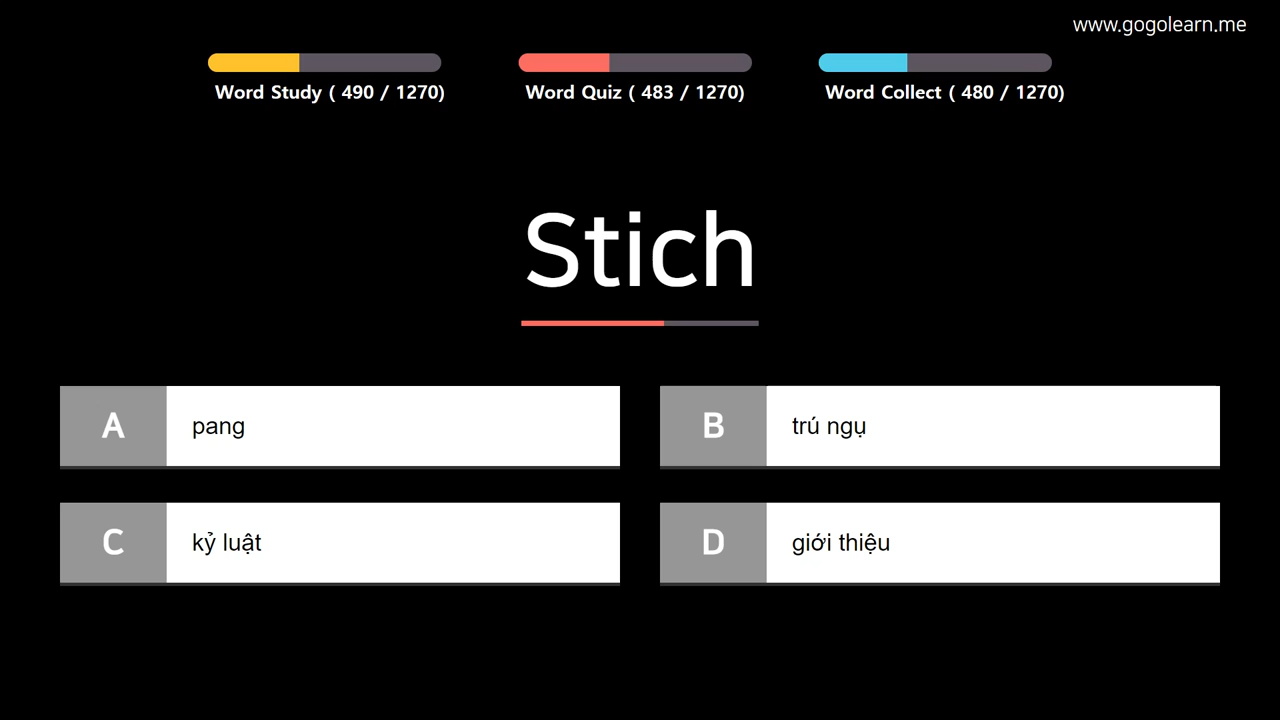 www.gogolearn.me
Word Study ( 490 / 1270)
Word Quiz ( 483 / 1270)
Word Collect ( 480 / 1270)
Stich
A
pang
B
trú ngụ
C
kỷ luật
D
giới thiệu